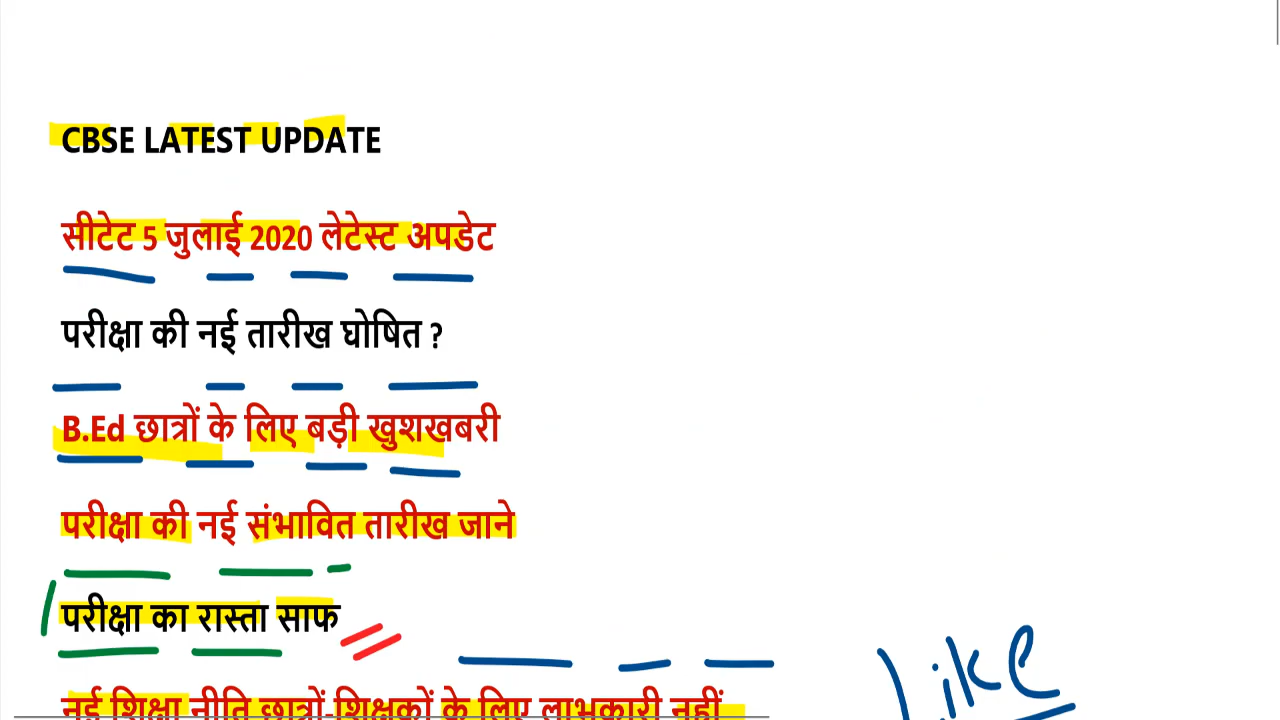 CBSE LATEST UPDATE
सीटेट 5 जुलाई 2020 लेटेस्ट अपडेट
परीक्षा की नई तारीख घोषित ?
B.Ed छात्रों के लिए बड़ी खुशखबरी
परीक्षा की नई संभावित तारीख जाने
परीक्षा का रास्ता साफ
नई शिक्षा नीति छात्रों-शिक्षकों के लिए लाभकारी नहीं
Like